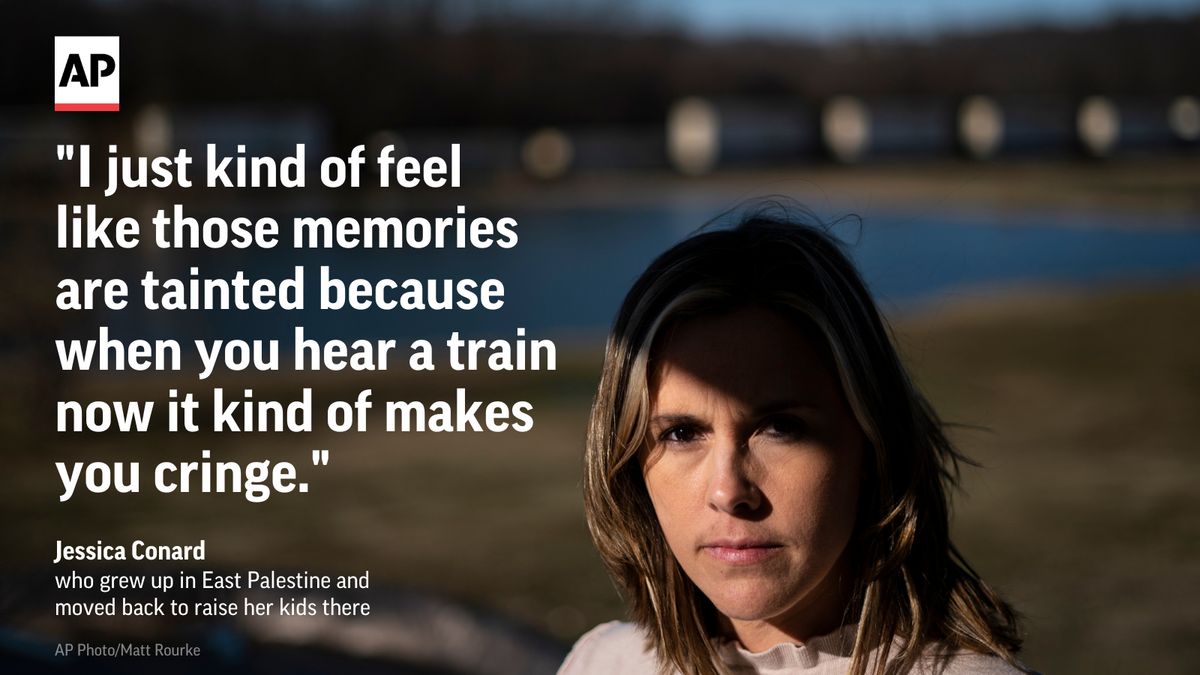 AP
"I just kind of feel
like those memories
are tainted because
when you hear a train
now it kind of makes
you cringe."
Jessica Conard
who grew up in East Palestine and
moved back to raise her kids there
AP Photo/Matt Rourke